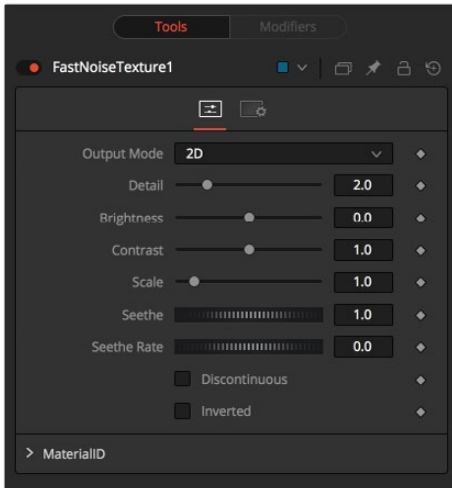 Tools Modifiers
FastNoiseTexture1
Output Mode 2D
Detail 2.0
Brightness 0.0
Contrast 1.0
Scale 1.0
Seethe 1.0
Seethe Rate 0.0
Discontinuous
Inverted
MaterialID